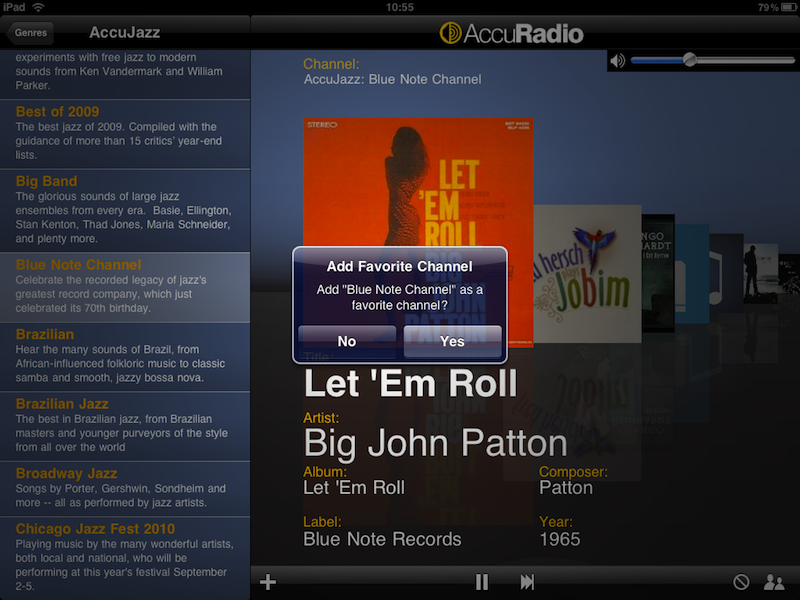 iPad
10:55
79%
Genres
AccuJazz
AccuRadio
experiments with free jazz to modern
sounds from Ken Vandermark and William
Parker.
Best of 2009
The best jazz of 2009. Compiled with the
guidance of more than 15 critics' year-end
lists.
Big Band
The glorious sounds of large jazz
ensembles from every era.  Basie, Ellington,
Stan Kenton, Thad Jones, Maria Schneider,
and plenty more.
Blue Note Channel
Celebrate the recorded legacy of jazz's
greatest record company, which just
celebrated its 70th birthday.
Brazilian
Hear the many sounds of Brazil, from
African-influenced folkloric music to classic
samba and smooth, jazzy bossa nova.
Brazilian Jazz
The best in Brazilian jazz, from Brazilian
masters and younger purveyors of the style
from all over the world
Broadway Jazz
Songs by Porter, Gershwin, Sondheim and
more -- all as performed by jazz artists.
Chicago Jazz Fest 2010
Playing music by the many wonderful artists,
both local and national, who will be
performing at this year's festival September
2-5.
Channel:
AccuJazz: Blue Note Channel
STEREO
LET
'EM
ROLL
BIG
JOHN
PATTON
hersch
plays
Jobim
Add Favorite Channel
Add "Blue Note Channel" as a
favorite channel?
No
Yes
Title:
Let 'Em Roll
Artist:
Big John Patton
Album:
Let 'Em Roll
Composer:
Patton
Label:
Blue Note Records
Year:
1965